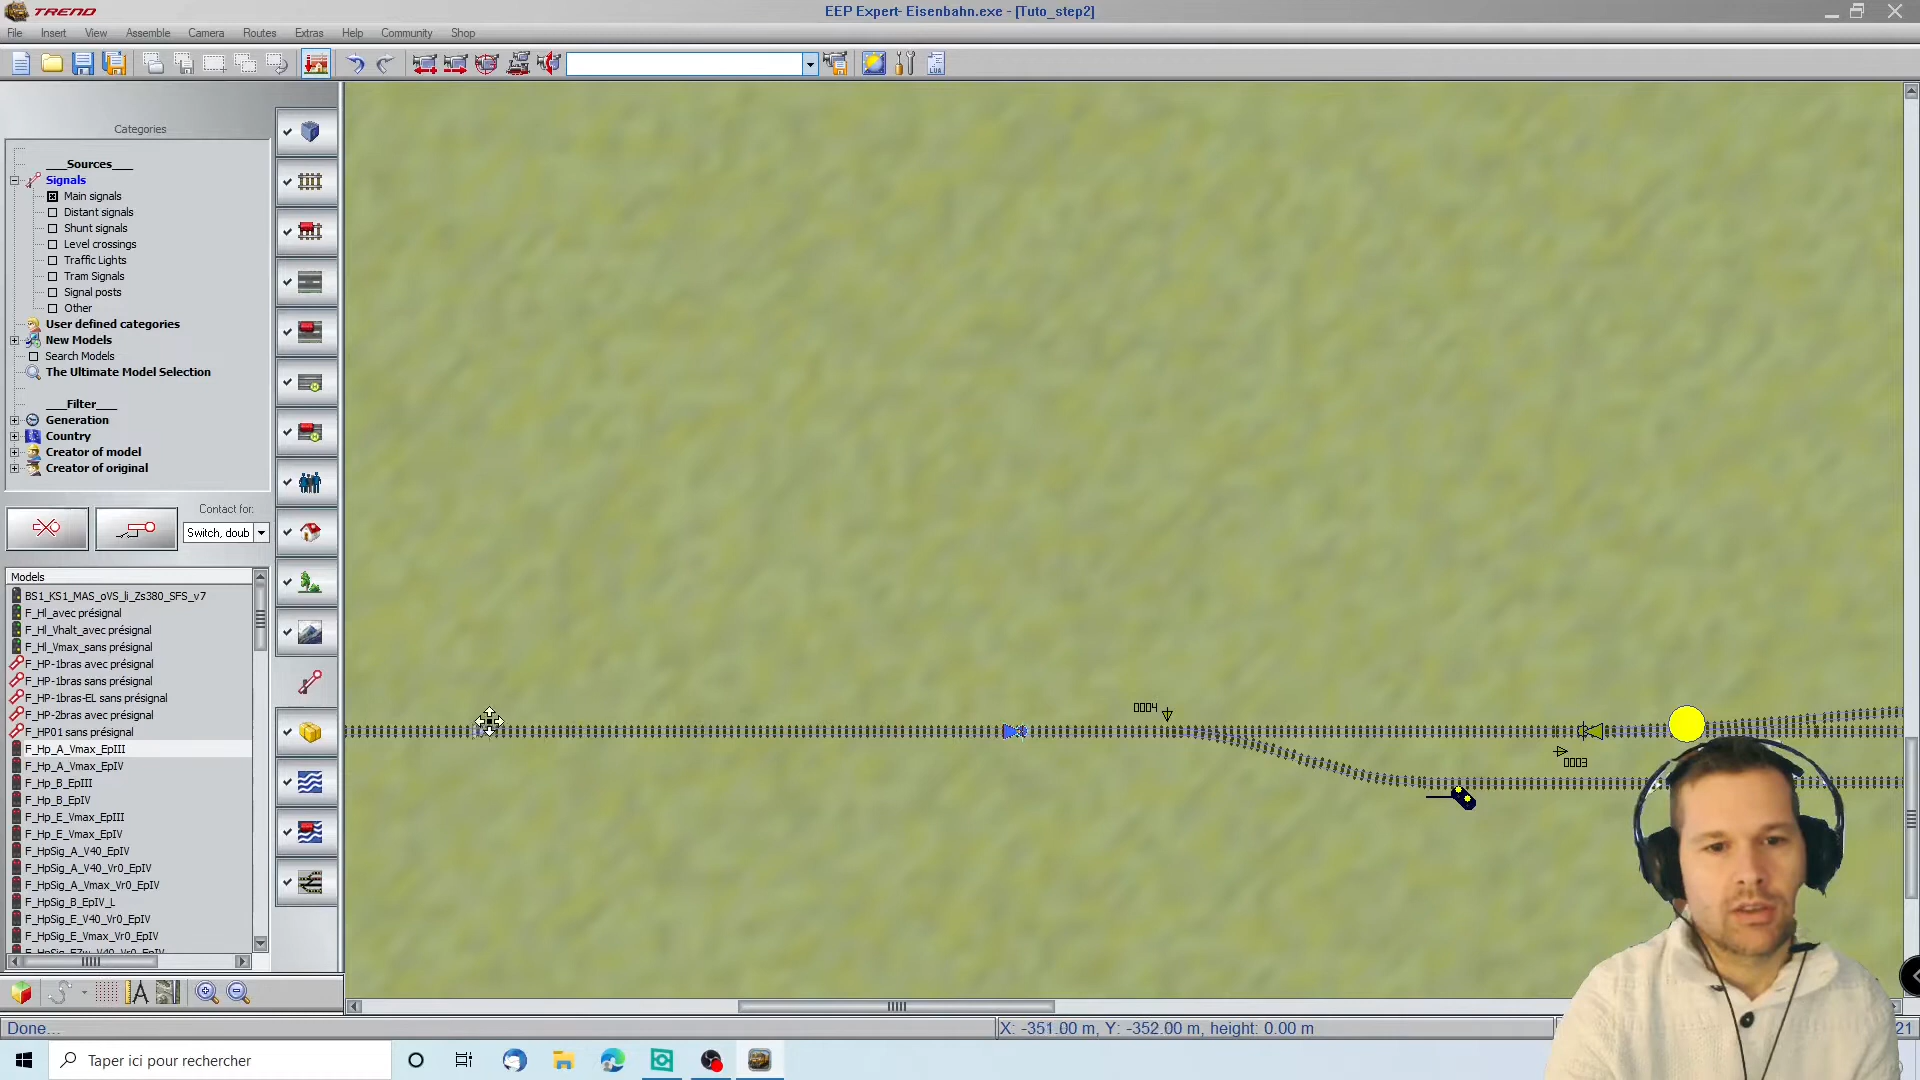 TREND
EEP Expert- Eisenbahn.exe - [Tuto_step2]
File Insert View Assemble Camera Routes Extras Help Community Shop
LUA
Categories
___Sources___
Signals
Main signals
Distant signals
Shunt signals
Level crossings
Traffic Lights
Tram Signals
Signal posts
Other
User defined categories
New Models
Search Models
The Ultimate Model Selection
___Filter___
Generation
Country
Creator of model
Creator of original
Contact for:
Switch, doub
Models
BS1_KS1_MAS_oVS_li_Zs380_SFS_v7
F_Hl_avec présignal
F_Hl_Vhalt_avec présignal
F_Hl_Vmax_sans présignal
F_HP-1bras avec présignal
F_HP-1bras sans présignal
F_HP-1bras-EL sans présignal
F_HP-2bras avec présignal
F_HP01 sans présignal
F_Hp_A_Vmax_EpIII
F_Hp_A_Vmax_EpIV
F_Hp_B_EpIII
F_Hp_B_EpIV
F_Hp_E_Vmax_EpIII
F_Hp_E_Vmax_EpIV
F_HpSig_A_V40_EpIV
F_HpSig_A_V40_Vr0_EpIV
F_HpSig_A_Vmax_Vr0_EpIV
F_HpSig_B_EpIV_L
F_HpSig_E_V40_Vr0_EpIV
F_HpSig_E_Vmax_Vr0_EpIV
F_HpSig_EZw_V40_Vr0_EpIV
0004
0003
Done...
X: -351.00 m, Y: -352.00 m, height: 0.00 m
21
Taper ici pour rechercher